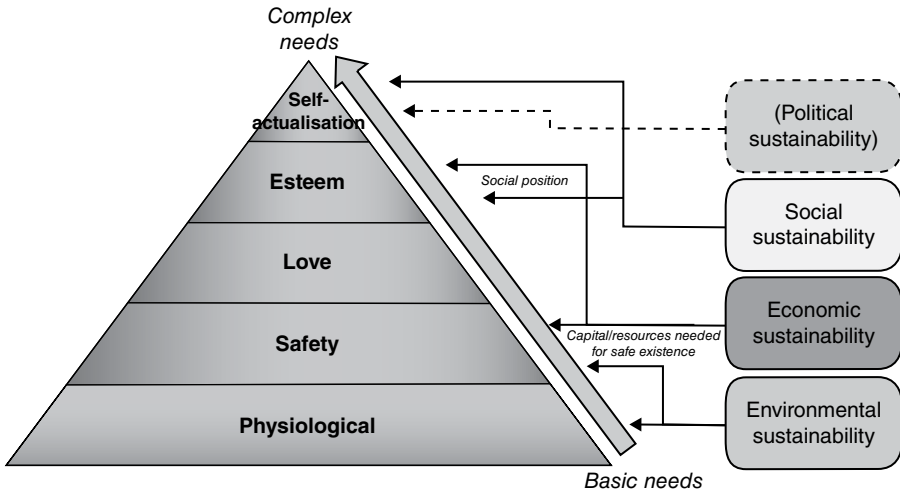 Complex
needs
Self-
actualisation
(Political
sustainability)
Esteem
Social position
Social
sustainability
Love
Economic
sustainability
Safety
Capital/resources needed
for safe existence
Physiological
Environmental
sustainability
Basic needs